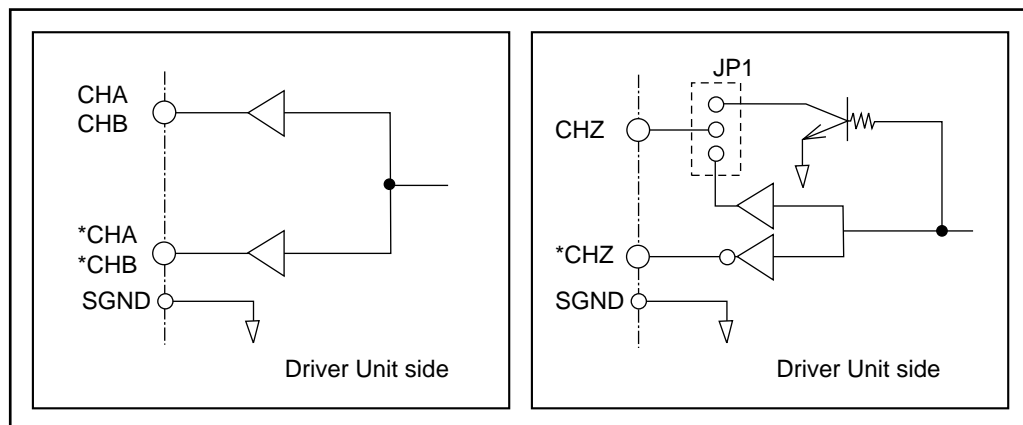 CHA
CHB
*CHA
*CHB
SGND
Driver Unit side
JP1
CHZ
*CHZ
SGND
Driver Unit side